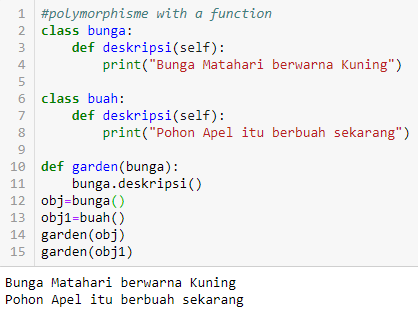 1 #polymorphisme with a function
2 class bunga:
3     def deskripsi(self):
4         print("Bunga Matahari berwarna Kuning")
5
6 class buah:
7     def deskripsi(self):
8         print("Pohon Apel itu berbuah sekarang")
9
10 def garden(bunga):
11     bunga.deskripsi()
12 obj=bunga()
13 obj1=buah()
14 garden(obj)
15 garden(obj1)
Bunga Matahari berwarna Kuning
Pohon Apel itu berbuah sekarang